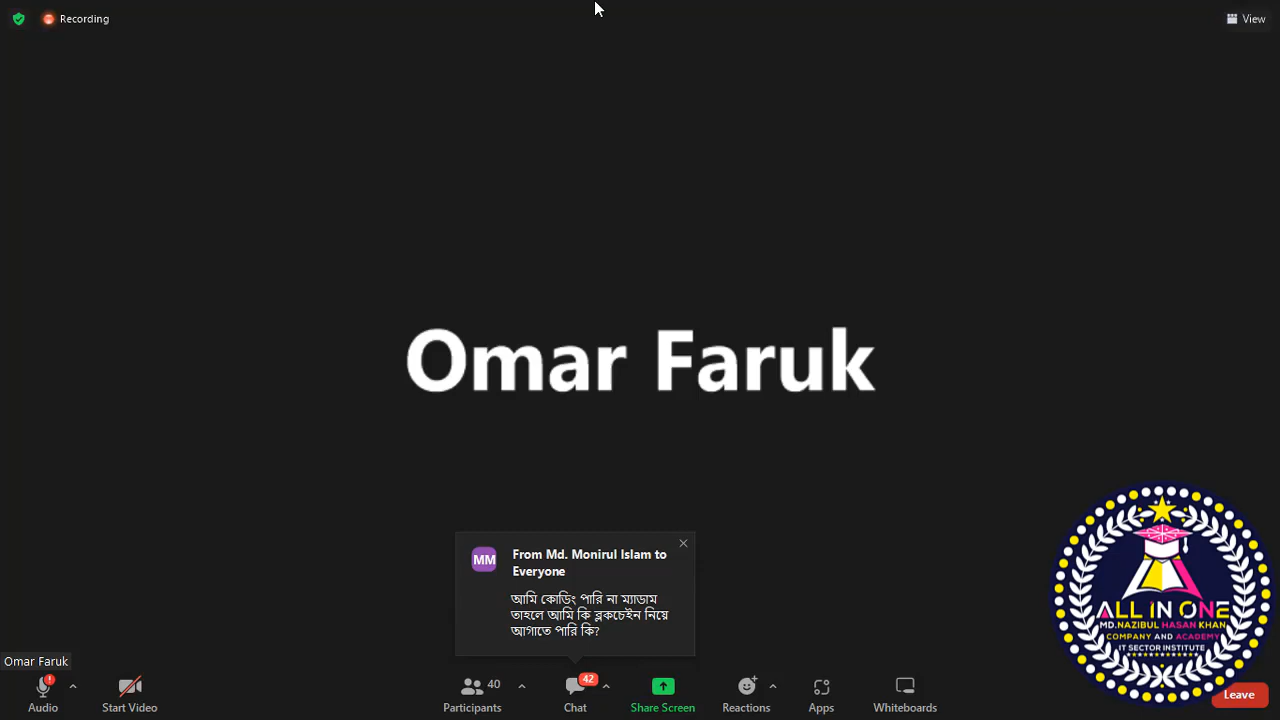 Recording
View
Omar Faruk
MM
From Md. Monirul Islam to
Everyone
আমি কোডিং পারি না ম্যাডাম
তাহলে আমি কি ব্লকচেইন নিয়ে
আগাতে পারি কি?
ALL IN ONE
MD.NAZIBUL HASAN KHAN
COMPANY AND ACADEMY
IT SECTOR INSTITUTE
Omar Faruk
Audio
Start Video
40
Participants
42
Chat
Share Screen
Reactions
Apps
Whiteboards
Leave